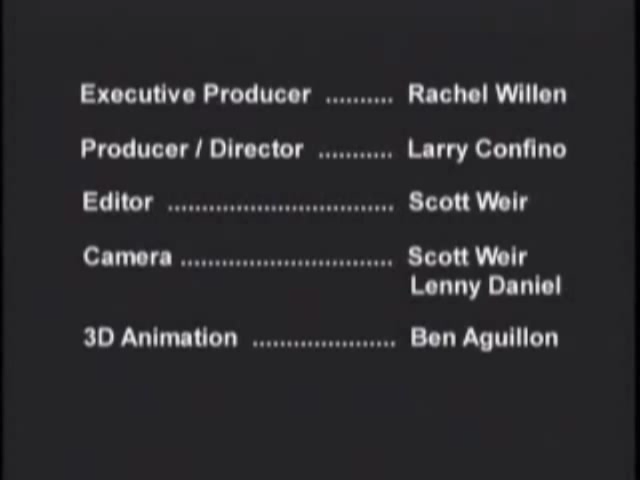 Executive Producer .......... Rachel Willen
Producer / Director ........... Larry Confino
Editor ................................. Scott Weir
Camera ............................... Scott Weir
Lenny Daniel
3D Animation ..................... Ben Aguillon